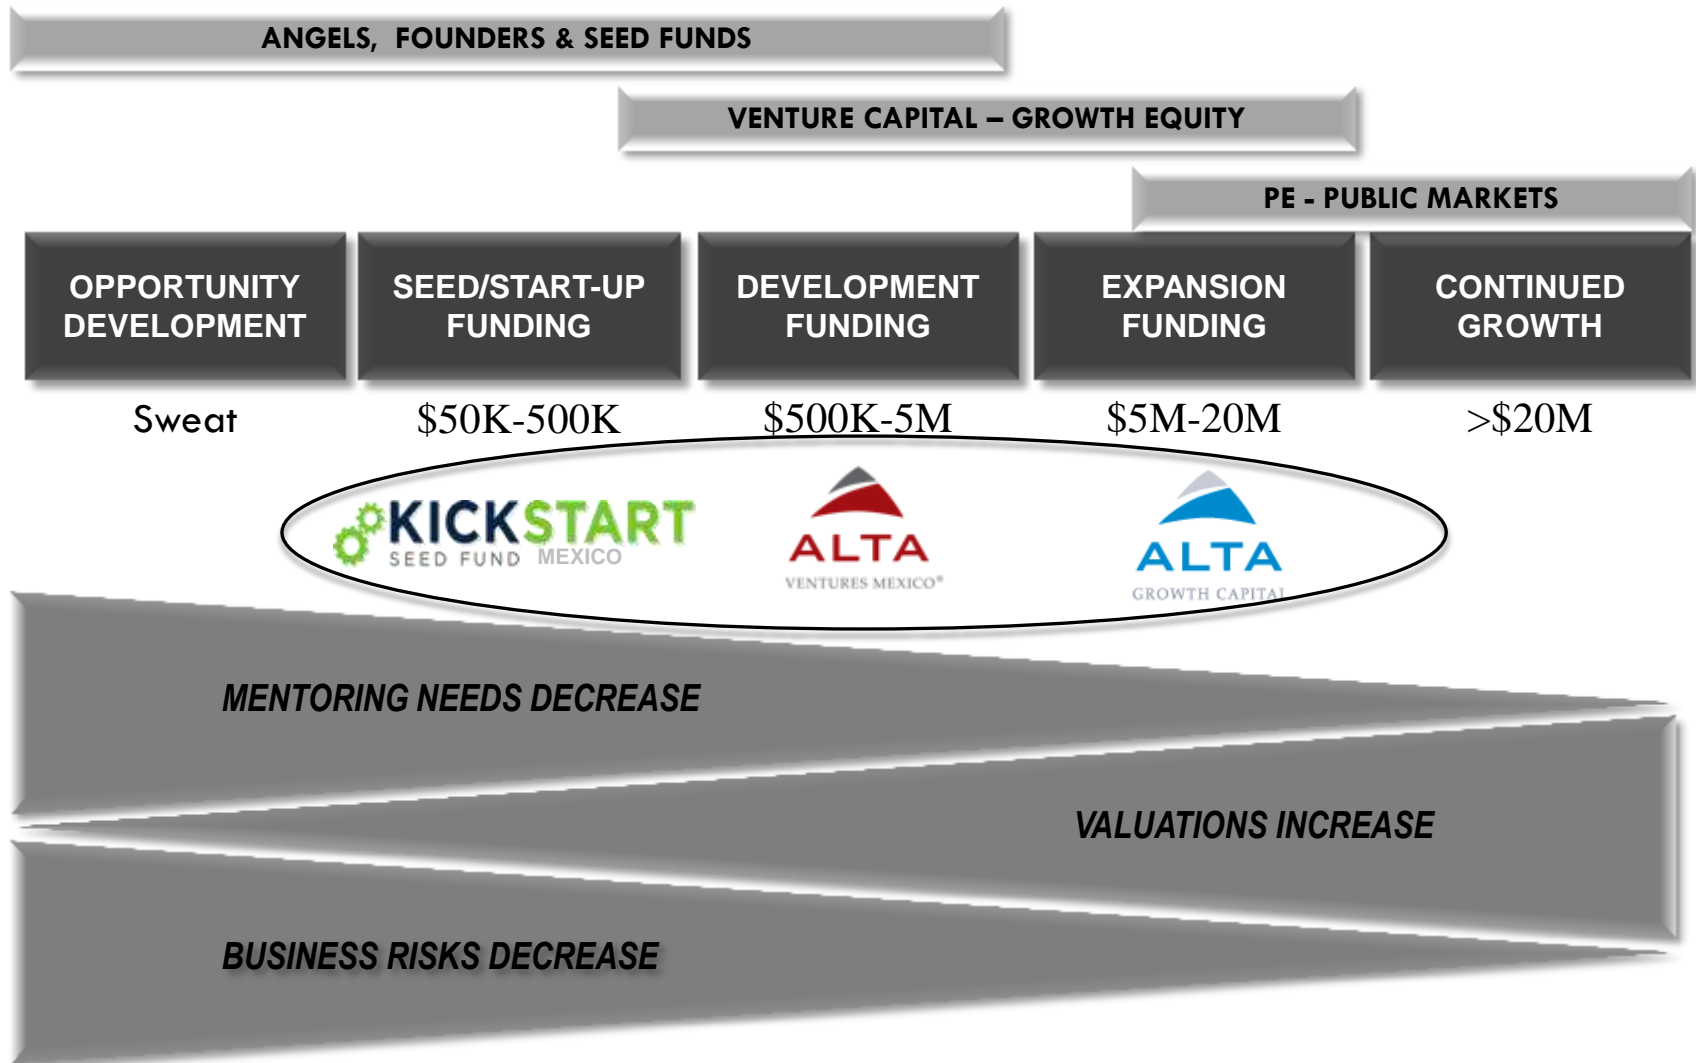 ANGELS, FOUNDERS & SEED FUNDS
VENTURE CAPITAL – GROWTH EQUITY
PE - PUBLIC MARKETS
OPPORTUNITY
DEVELOPMENT
SEED/START-UP
FUNDING
DEVELOPMENT
FUNDING
EXPANSION
FUNDING
CONTINUED
GROWTH
Sweat
$50K-500K
$500K-5M
$5M-20M
>$20M
KICKSTART
SEED FUND MEXICO
ALTA
VENTURES MEXICO®
ALTA
GROWTH CAPITAL
MENTORING NEEDS DECREASE
VALUATIONS INCREASE
BUSINESS RISKS DECREASE